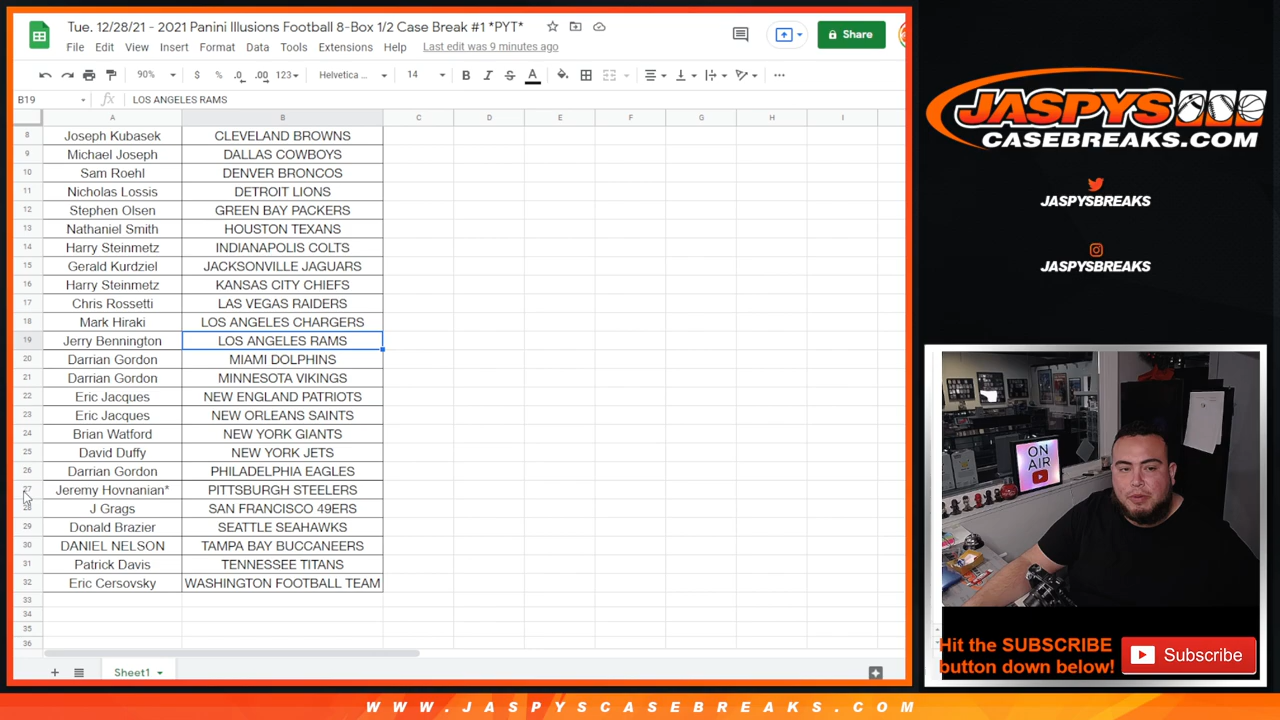 Tue. 12/28/21 - 2021 Panini Illusions Football 8-Box 1/2 Case Break #1 *PYT*
File Edit View Insert Format Data Tools Extensions Help Last edit was 9 minutes ago
Share
90% $ % .0 .00 123 Helvetica ... 14 B I S A
B19 fx LOS ANGELES RAMS
A B C D E F G H I
8 Joseph Kubasek CLEVELAND BROWNS
9 Michael Joseph DALLAS COWBOYS
10 Sam Roehl DENVER BRONCOS
11 Nicholas Lossis DETROIT LIONS
12 Stephen Olsen GREEN BAY PACKERS
13 Nathaniel Smith HOUSTON TEXANS
14 Harry Steinmetz INDIANAPOLIS COLTS
15 Gerald Kurdziel JACKSONVILLE JAGUARS
16 Harry Steinmetz KANSAS CITY CHIEFS
17 Chris Rossetti LAS VEGAS RAIDERS
18 Mark Hiraki LOS ANGELES CHARGERS
19 Jerry Bennington LOS ANGELES RAMS
20 Darrian Gordon MIAMI DOLPHINS
21 Darrian Gordon MINNESOTA VIKINGS
22 Eric Jacques NEW ENGLAND PATRIOTS
23 Eric Jacques NEW ORLEANS SAINTS
24 Brian Watford NEW YORK GIANTS
25 David Duffy NEW YORK JETS
26 Darrian Gordon PHILADELPHIA EAGLES
27 Jeremy Hovnanian* PITTSBURGH STEELERS
28 J Grags SAN FRANCISCO 49ERS
29 Donald Brazier SEATTLE SEAHAWKS
30 DANIEL NELSON TAMPA BAY BUCCANEERS
31 Patrick Davis TENNESSEE TITANS
32 Eric Cersovsky WASHINGTON FOOTBALL TEAM
33
34
35
36
Sheet1
JASPYS
CASEBREAKS.COM
JASPYSBREAKS
JASPYSBREAKS
ON
AIR
Hit the SUBSCRIBE
button down below!
Subscribe
WWW.JASPYSCASEBREAKS.COM